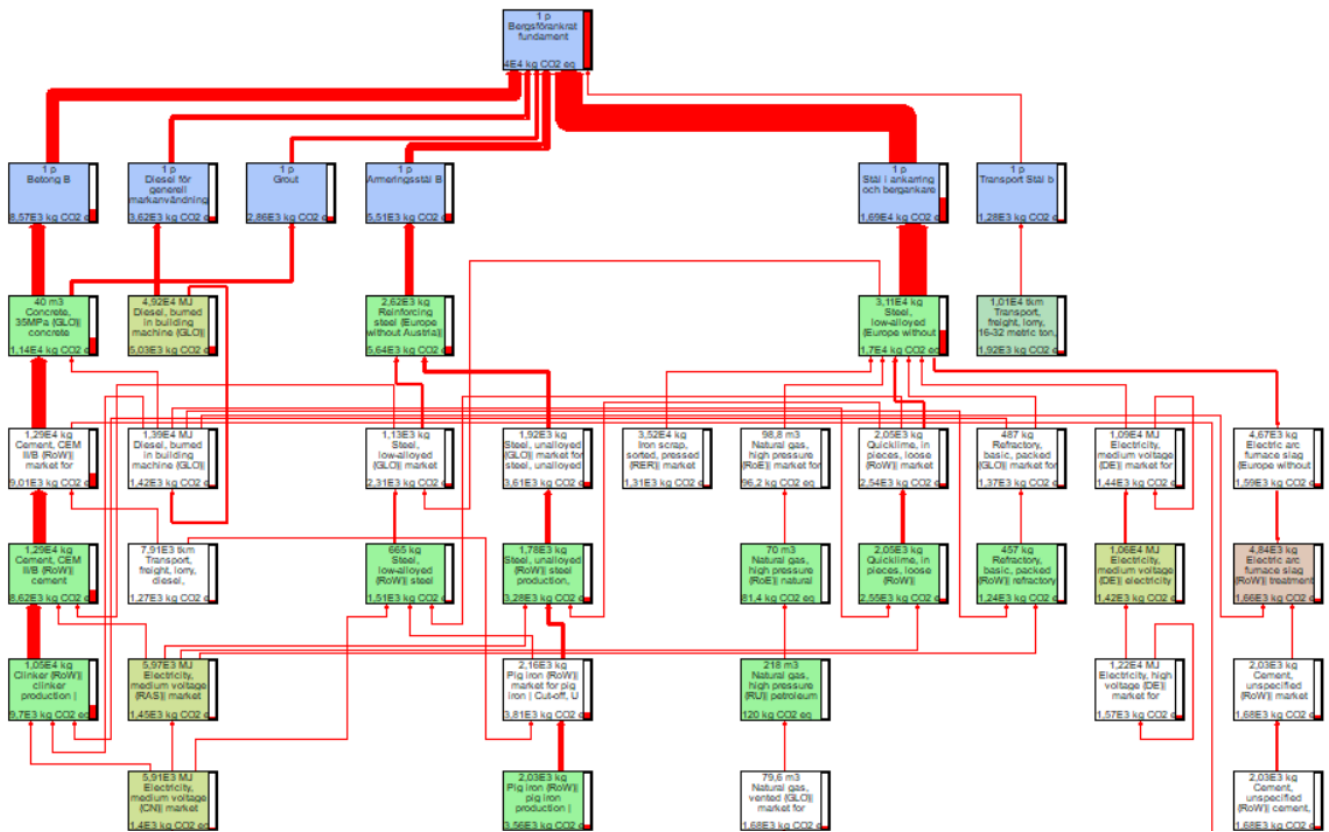 1 p
Bergsförankrat
fundament
4E4 kg CO2 eq
1 p
Betong B
8,57E3 kg CO2 e
1 p
Diesel för
generell
markanvändning
3,62E3 kg CO2 e
1 p
Grout
2,86E3 kg CO2 e
1 p
Armeringsstål B
5,51E3 kg CO2 e
1 p
Stål i ankarring
och bergankare
1,69E4 kg CO2 e
1 p
Transport Stål b
1,28E3 kg CO2 e
40 m3
Concrete,
35MPa {GLO}|
concrete
1,14E4 kg CO2 e
4,92E4 MJ
Diesel, burned
in building
machine {GLO}|
5,03E3 kg CO2 e
2,62E3 kg
Reinforcing
steel {Europe
without Austria}|
5,64E3 kg CO2 e
3,11E4 kg
Steel,
low-alloyed
{Europe without
1,7E4 kg CO2 eq
1,01E4 tkm
Transport,
freight, lorry,
16-32 metric ton,
1,92E3 kg CO2 e
1,29E4 kg
Cement, CEM
II/B {RoW}|
market for
9,01E3 kg CO2 e
1,39E4 MJ
Diesel, burned
in building
machine {GLO}|
1,42E3 kg CO2 e
1,13E3 kg
Steel,
low-alloyed
{GLO}| market
2,31E3 kg CO2 e
1,92E3 kg
Steel, unalloyed
{GLO}| market for
steel, unalloyed
3,61E3 kg CO2 e
3,52E4 kg
Iron scrap,
sorted, pressed
{RER}| market
1,31E3 kg CO2 e
98,8 m3
Natural gas,
high pressure
{RoE}| market for
96,2 kg CO2 eq
2,05E3 kg
Quicklime, in
pieces, loose
{RoW}| market
2,54E3 kg CO2 e
487 kg
Refractory,
basic, packed
{GLO}| market for
1,37E3 kg CO2 e
1,09E4 MJ
Electricity,
medium voltage
{DE}| market for
1,44E3 kg CO2 e
4,67E3 kg
Electric arc
furnace slag
{Europe without
1,59E3 kg CO2 e
1,29E4 kg
Cement, CEM
II/B {RoW}|
cement
8,62E3 kg CO2 e
7,91E3 tkm
Transport,
freight, lorry,
diesel,
1,27E3 kg CO2 e
665 kg
Steel,
low-alloyed
{RoW}| steel
1,51E3 kg CO2 e
1,78E3 kg
Steel, unalloyed
{RoW}| steel
production,
3,28E3 kg CO2 e
70 m3
Natural gas,
high pressure
{RoE}| natural
81,4 kg CO2 eq
2,05E3 kg
Quicklime, in
pieces, loose
{RoW}|
2,55E3 kg CO2 e
457 kg
Refractory,
basic, packed
{RoW}| refractory
1,24E3 kg CO2 e
1,06E4 MJ
Electricity,
medium voltage
{DE}| electricity
1,42E3 kg CO2 e
4,84E3 kg
Electric arc
furnace slag
{RoW}| treatment
1,66E3 kg CO2 e
1,05E4 kg
Clinker {RoW}|
clinker
production |
9,7E3 kg CO2 eq
5,97E3 MJ
Electricity,
medium voltage
{RAS}| market
1,45E3 kg CO2 e
2,16E3 kg
Pig iron {RoW}|
market for pig
iron | Cut-off, U
3,81E3 kg CO2 e
218 m3
Natural gas,
high pressure
{RU}| petroleum
120 kg CO2 eq
1,22E4 MJ
Electricity, high
voltage {DE}|
market for
1,57E3 kg CO2 e
2,03E3 kg
Cement,
unspecified
{RoW}| market
1,68E3 kg CO2 e
5,91E3 MJ
Electricity,
medium voltage
{CN}| market
1,4E3 kg CO2 eq
2,03E3 kg
Pig iron {RoW}|
pig iron
production |
3,56E3 kg CO2 e
79,6 m3
Natural gas,
vented {GLO}|
market for
1,68E3 kg CO2 e
2,03E3 kg
Cement,
unspecified
{RoW}| cement,
1,68E3 kg CO2 e